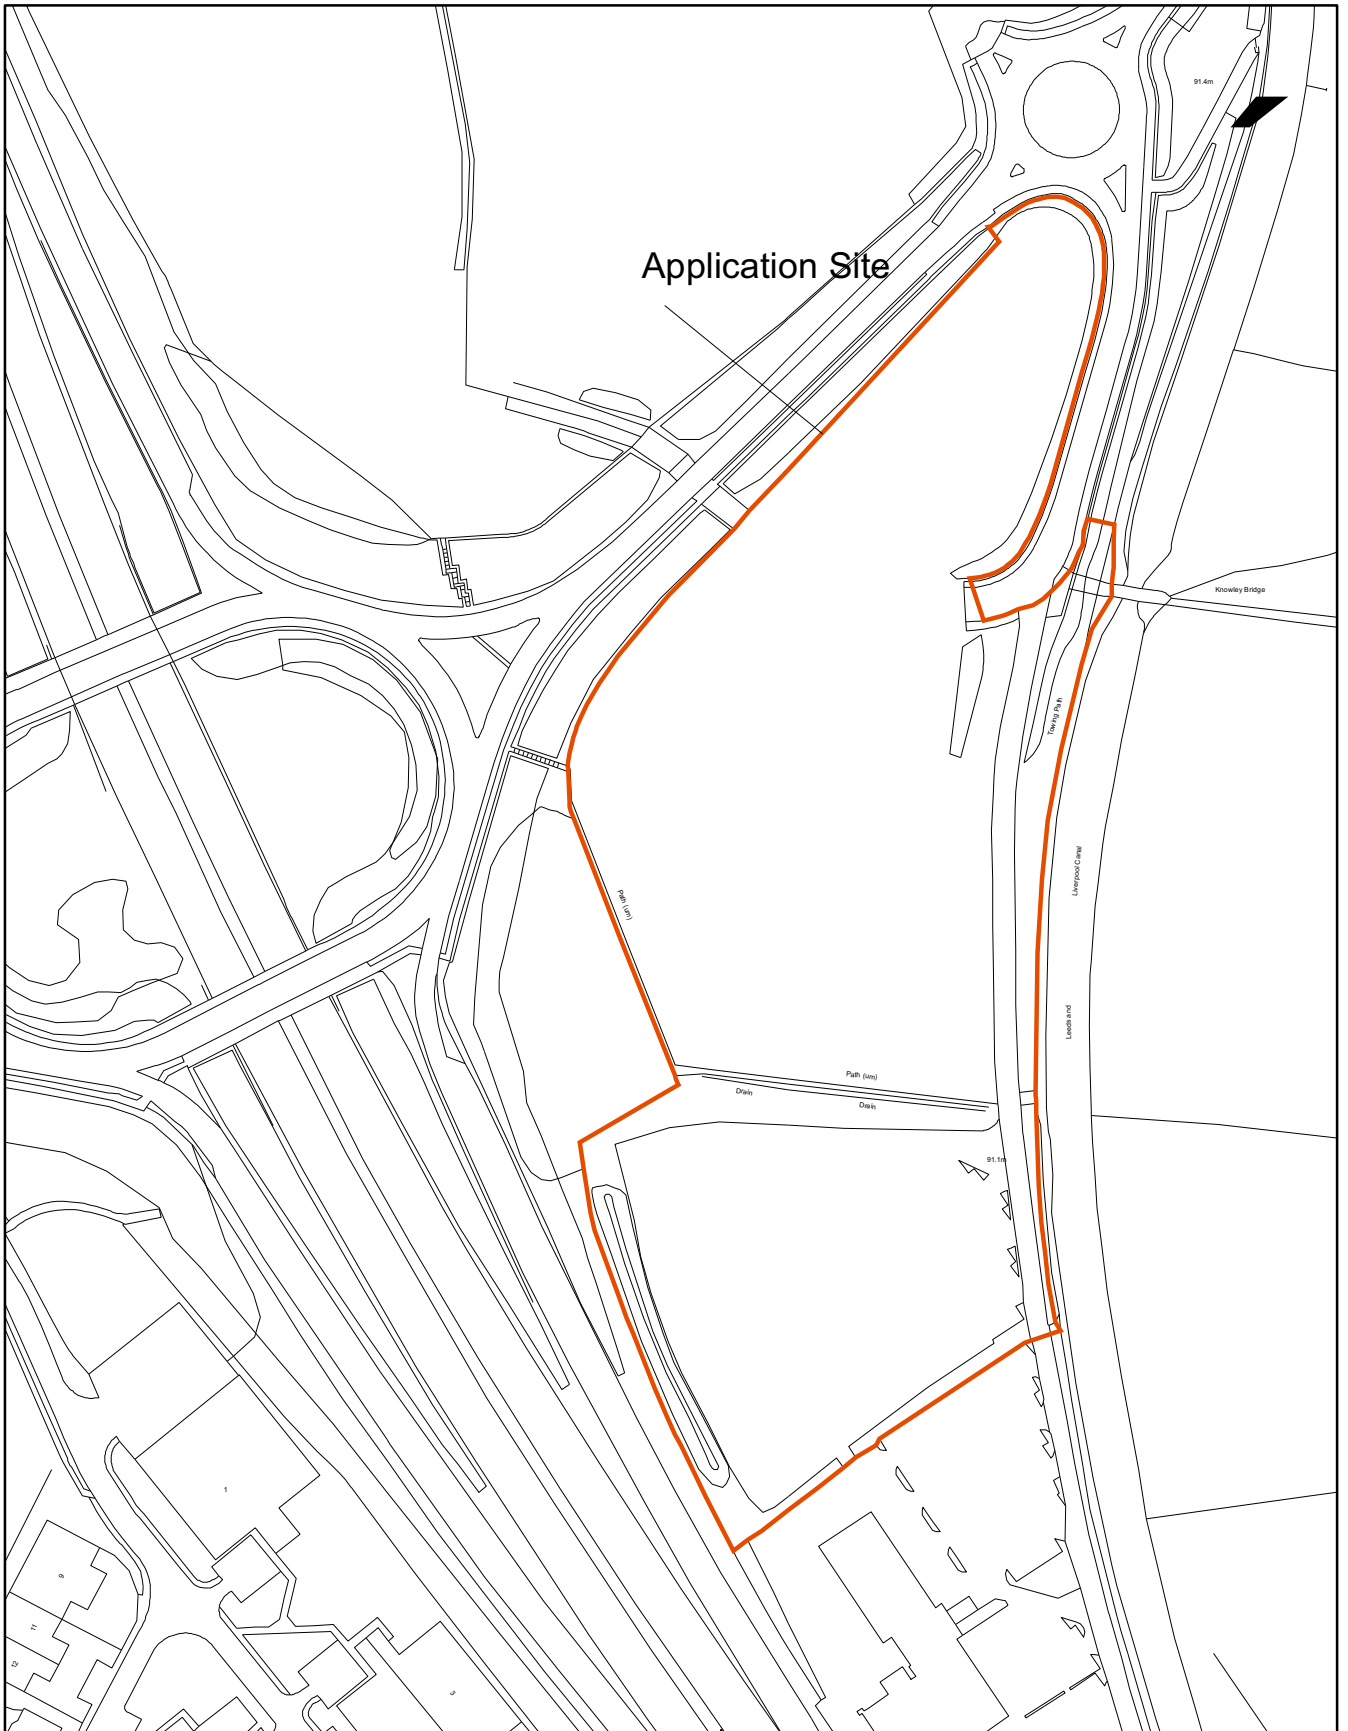 91.4m
Application Site
Knowley Bridge
Towing Path
Liverpool Canal
Path (um)
Leeds and
Path (um)
Drain
Drain
91.1m
1
9
11
12
3